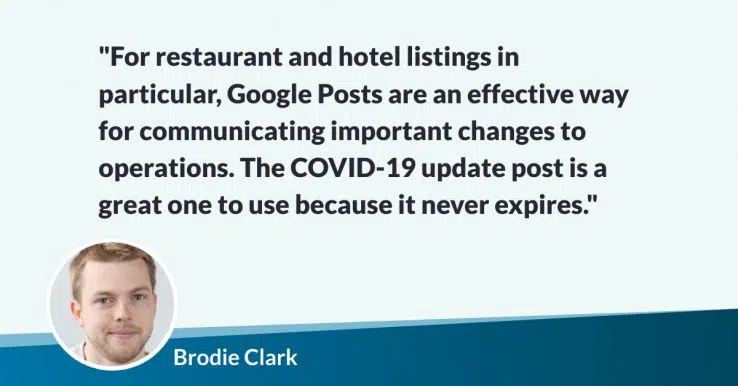 "For restaurant and hotel listings in
particular, Google Posts are an effective way
for communicating important changes to
operations. The COVID-19 update post is a
great one to use because it never expires."
Brodie Clark